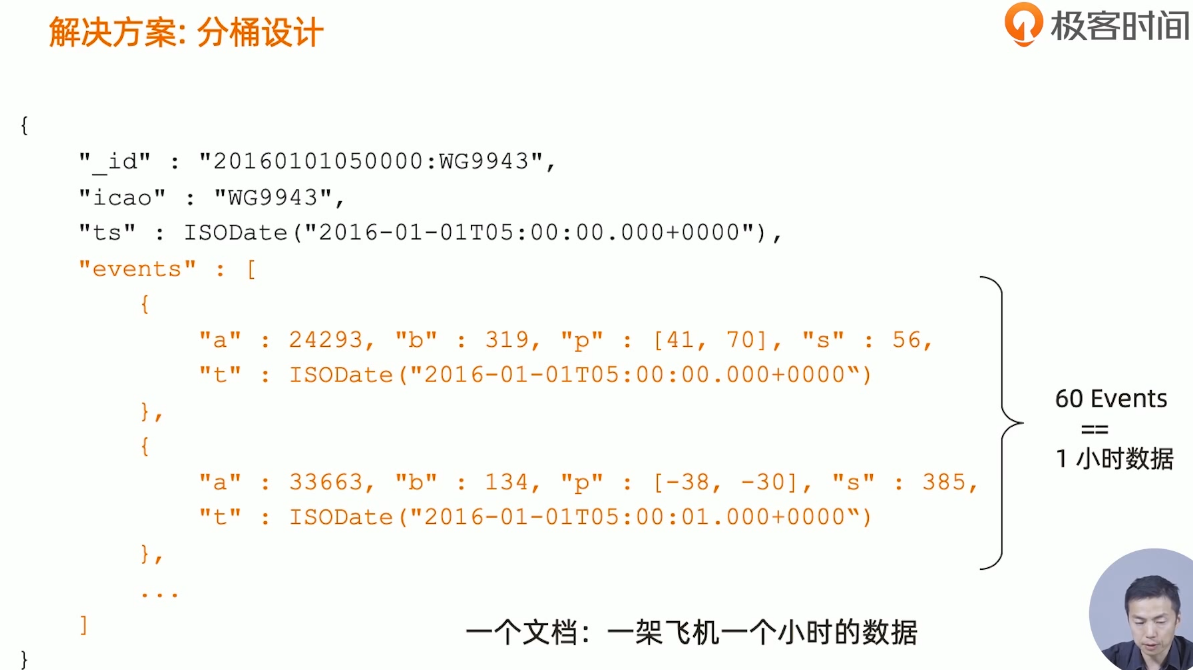 解决方案: 分桶设计
极客时间
{
"_id" : "20160101050000:WG9943",
"icao" : "WG9943",
"ts" : ISODate("2016-01-01T05:00:00.000+0000"),
"events" : [
{
"a" : 24293, "b" : 319, "p" : [41, 70], "s" : 56,
"t" : ISODate("2016-01-01T05:00:00.000+0000“)
},
{
"a" : 33663, "b" : 134, "p" : [-38, -30], "s" : 385,
"t" : ISODate("2016-01-01T05:00:01.000+0000“)
},
...
]
}
60 Events
==
1 小时数据
一个文档：一架飞机一个小时的数据